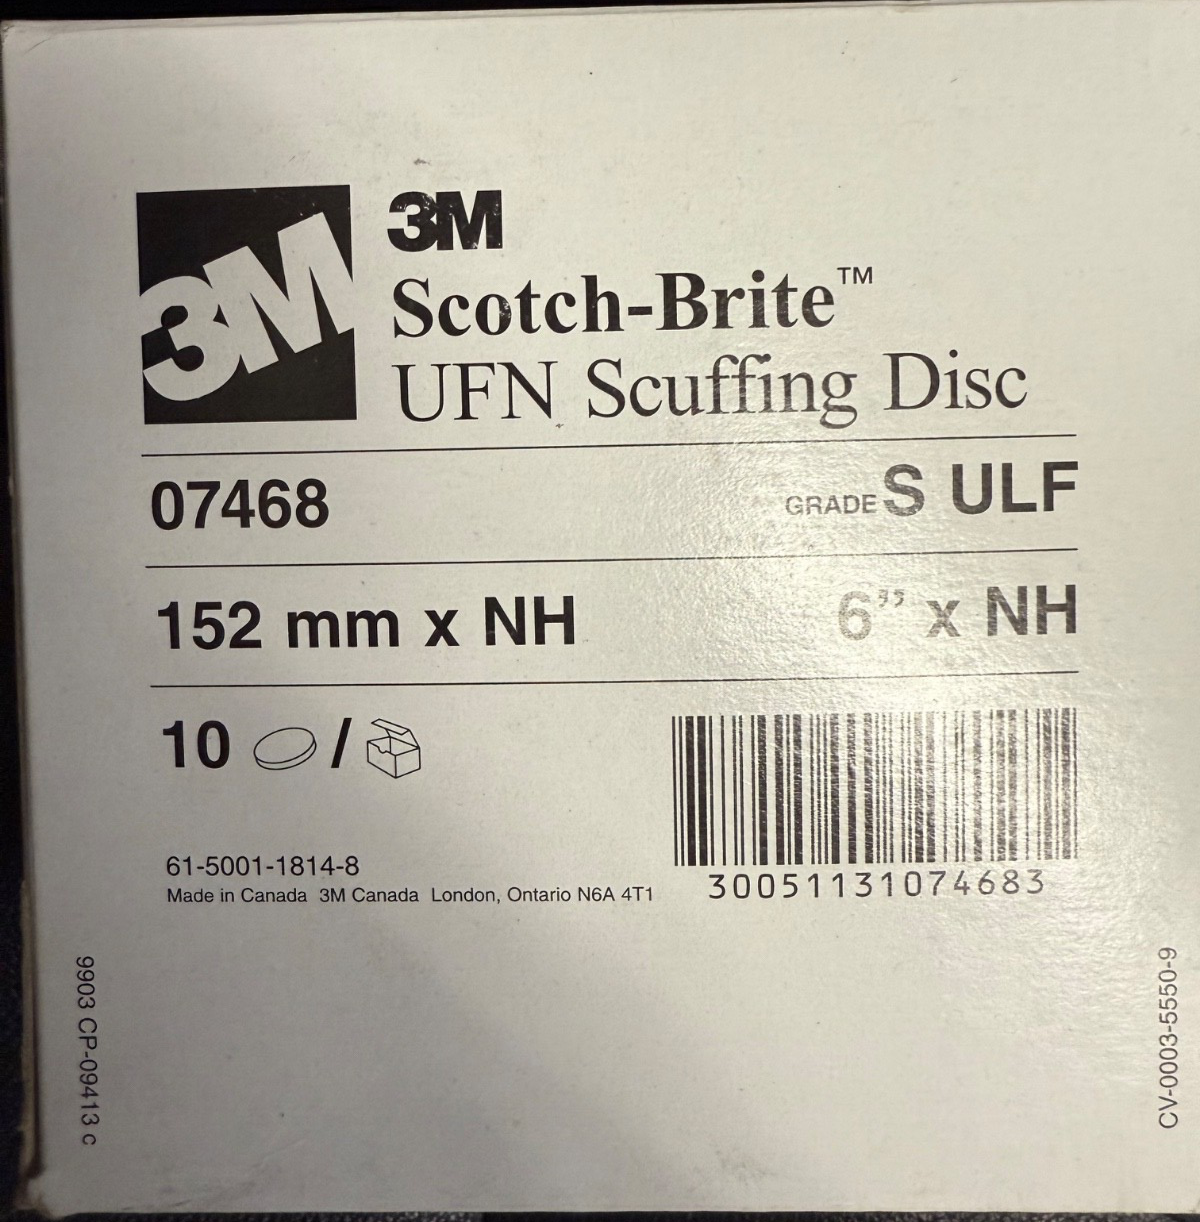 3M
3M
Scotch-Brite™
UFN Scuffing Disc
07468 GRADE S ULF
152 mm x NH 6” x NH
10 /
61-5001-1814-8
Made in Canada 3M Canada London, Ontario N6A 4T1
30051131074683
9903 CP-09413 c
CV-0003-5550-9